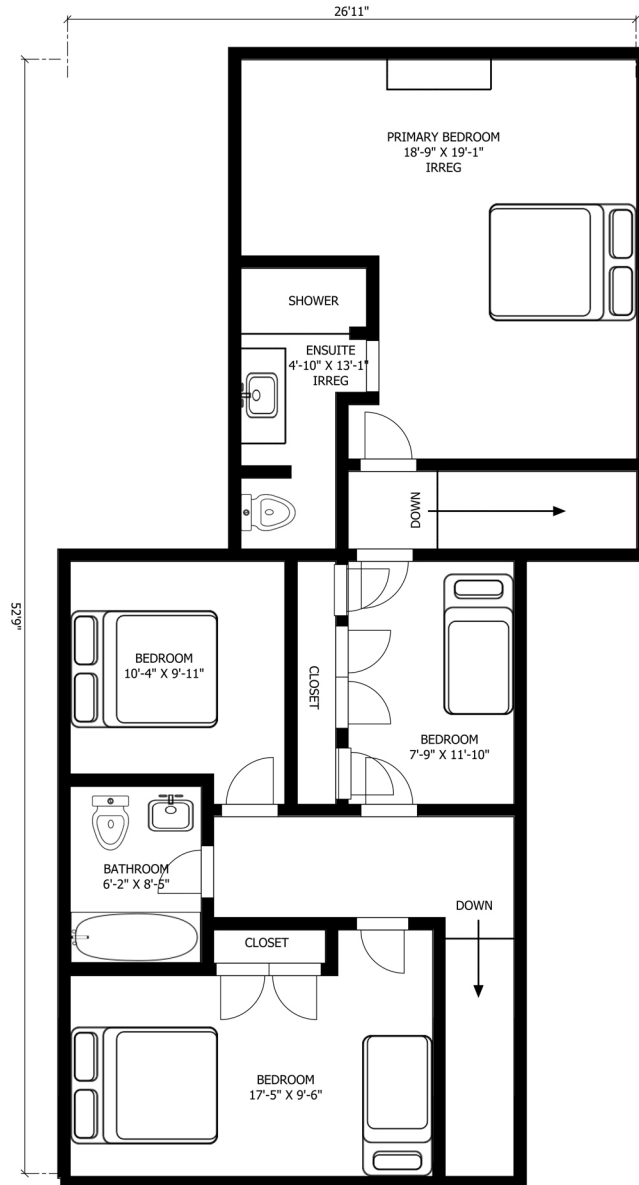 26'11"
PRIMARY BEDROOM
18'-9" X 19'-1"
IRREG
SHOWER
ENSUITE
4'-10" X 13'-1"
IRREG
DOWN
52'9"
BEDROOM
10'-4" X 9'-11"
CLOSET
BEDROOM
7'-9" X 11'-10"
BATHROOM
6'-2" X 8'-5"
DOWN
CLOSET
BEDROOM
17'-5" X 9'-6"